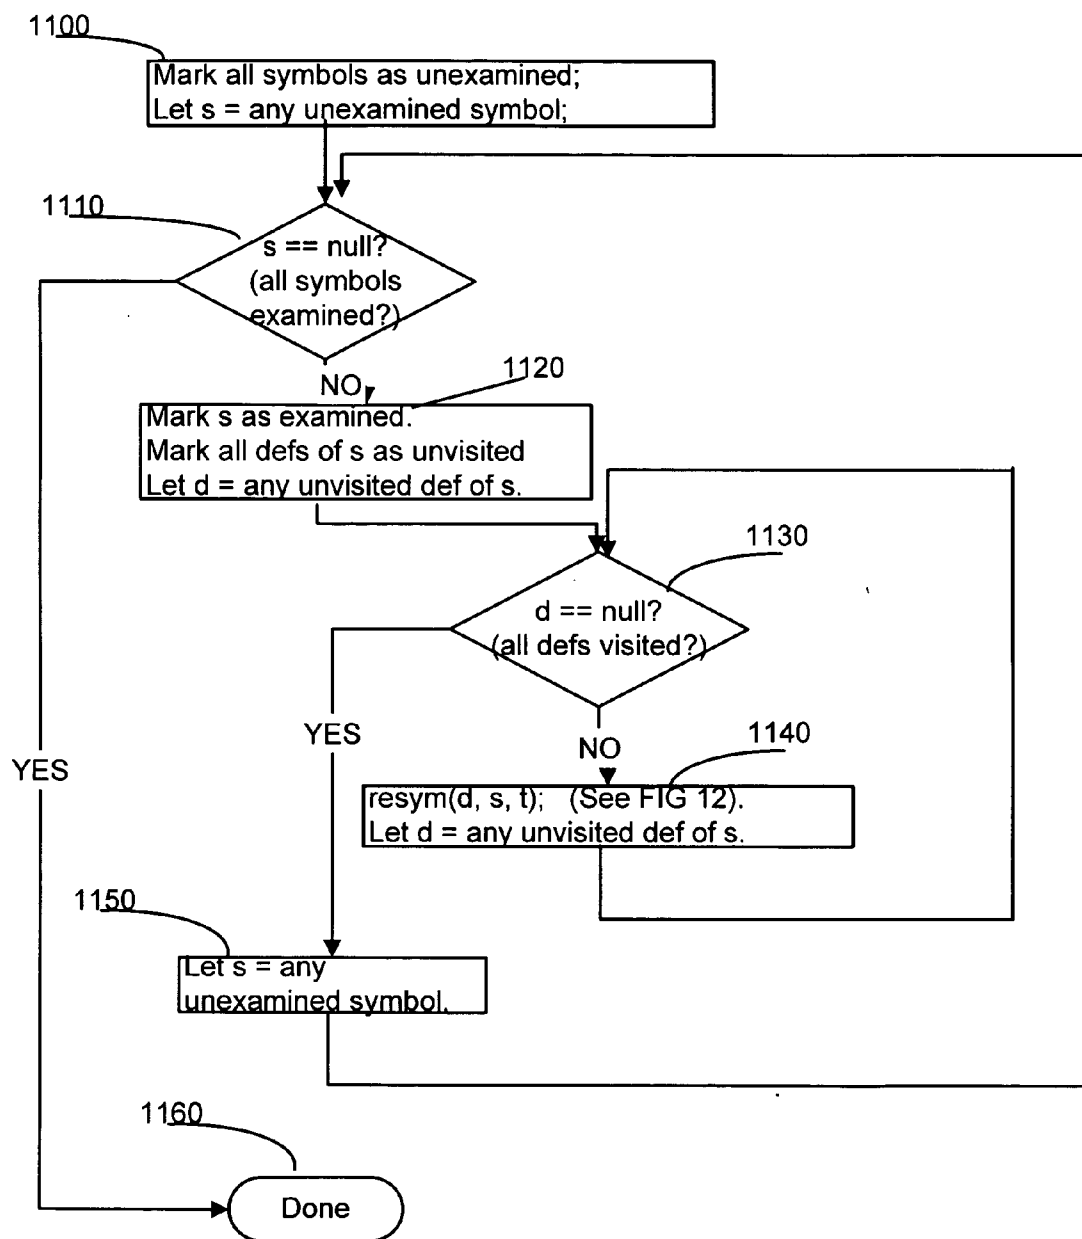 1100
Mark all symbols as unexamined;
Let s = any unexamined symbol;
1110
s == null?
(all symbols
examined?)
NO
1120
Mark s as examined.
Mark all defs of s as unvisited
Let d = any unvisited def of s.
1130
d == null?
(all defs visited?)
YES
YES
NO
1140
resym(d, s, t); (See FIG 12).
Let d = any unvisited def of s.
1150
Let s = any
unexamined symbol.
1160
Done